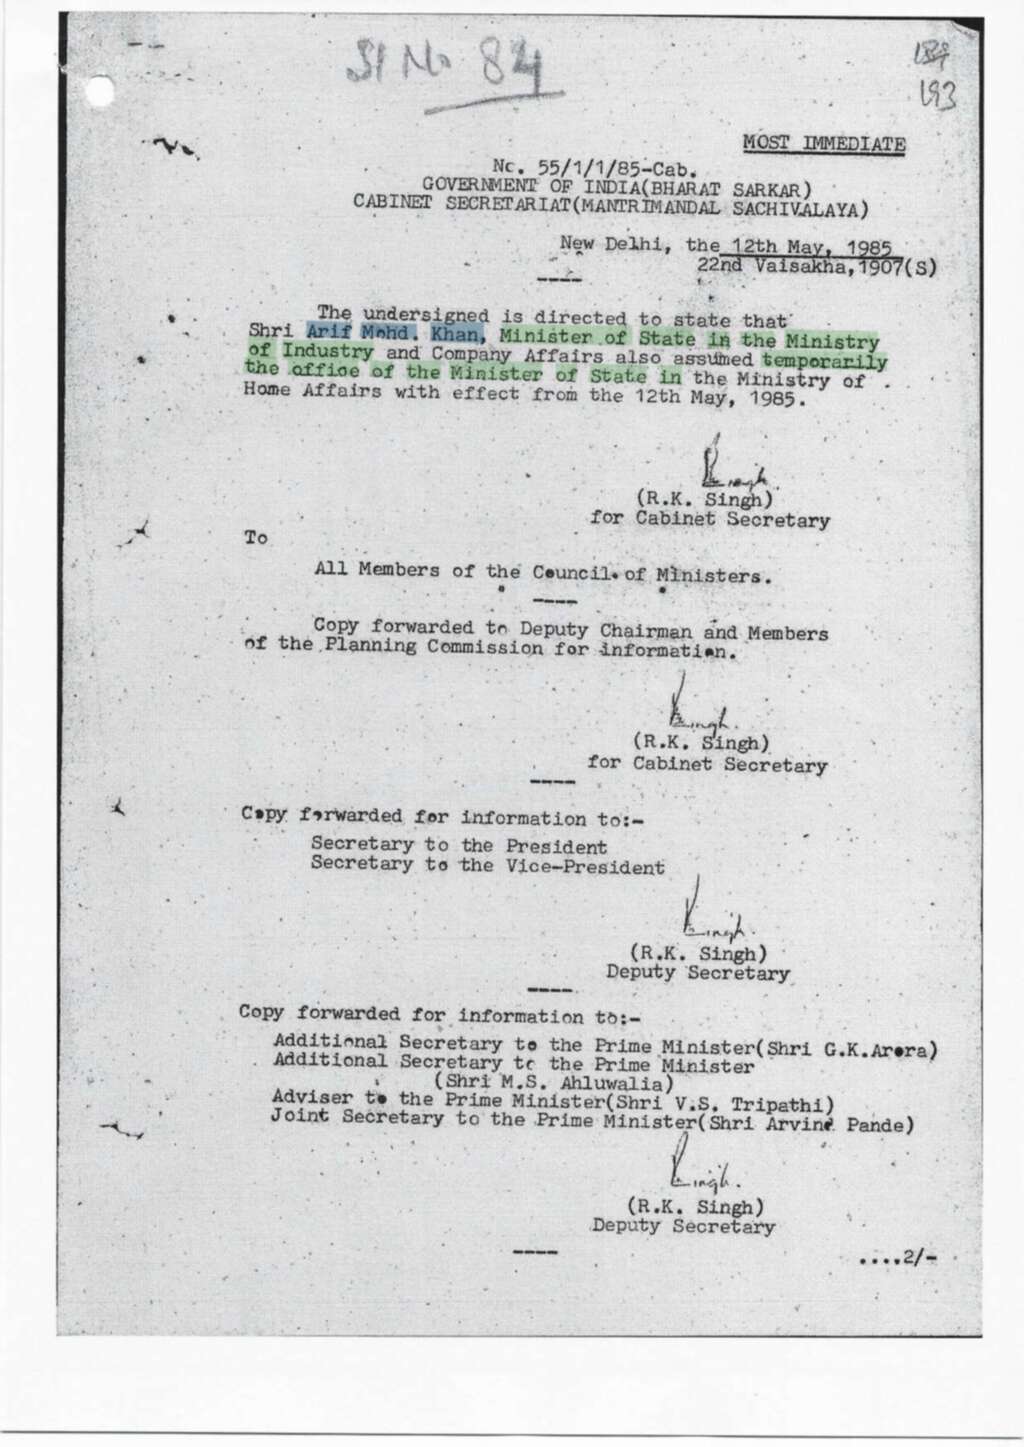 Sl No 84
189
193
MOST IMMEDIATE
No. 55/1/1/85-Cab.
GOVERNMENT OF INDIA(BHARAT SARKAR)
CABINET SECRETARIAT(MANTRIMANDAL SACHIVALAYA)
New Delhi, the 12th May, 1985
22nd Vaisakha, 1907(S)
The undersigned is directed to state that
Shri Arif Mohd. Khan, Minister of State in the Ministry
of Industry and Company Affairs also assumed temporarily
the office of the Minister of State in the Ministry of
Home Affairs with effect from the 12th May, 1985.
Singh
(R.K. Singh)
for Cabinet Secretary
To
All Members of the Council of Ministers.
Copy forwarded to Deputy Chairman and Members
of the Planning Commission for information.
Singh.
(R.K. Singh)
for Cabinet Secretary
Copy forwarded for information to:-
Secretary to the President
Secretary to the Vice-President
Singh.
(R.K. Singh)
Deputy Secretary
Copy forwarded for information to:-
Additional Secretary to the Prime Minister(Shri G.K.Arora)
Additional Secretary to the Prime Minister
(Shri M.S. Ahluwalia)
Adviser to the Prime Minister(Shri V.S. Tripathi)
Joint Secretary to the Prime Minister(Shri Arvind Pande)
Singh.
(R.K. Singh)
Deputy Secretary
....2/-